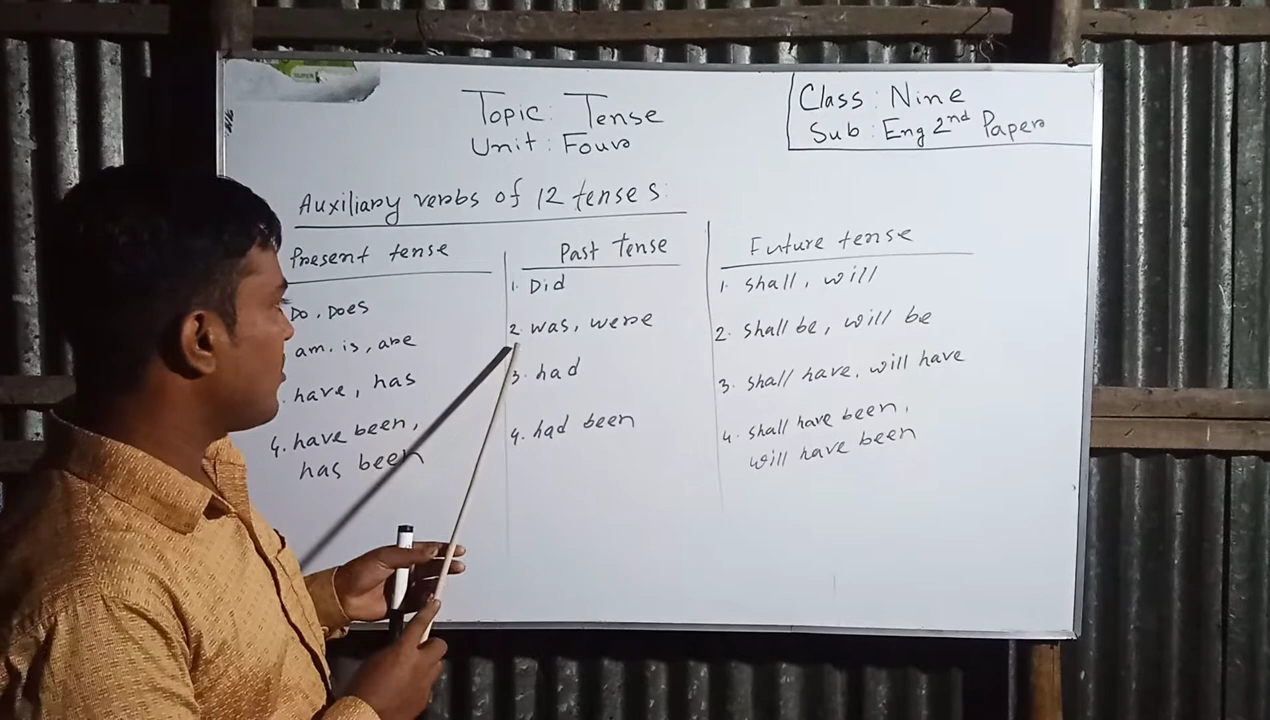 SUPER
Topic: Tense
Unit: Four
Class: Nine
Sub: Eng 2nd Paper
Auxiliary verbs of 12 tenses:
Present tense
Do, Does
am. is, are
have, has
4. have been,
has been
Past Tense
1. Did
2. was, were
3. had
4. had been
Future tense
1. shall, will
2. shall be, will be
3. shall have, will have
4. shall have been,
will have been